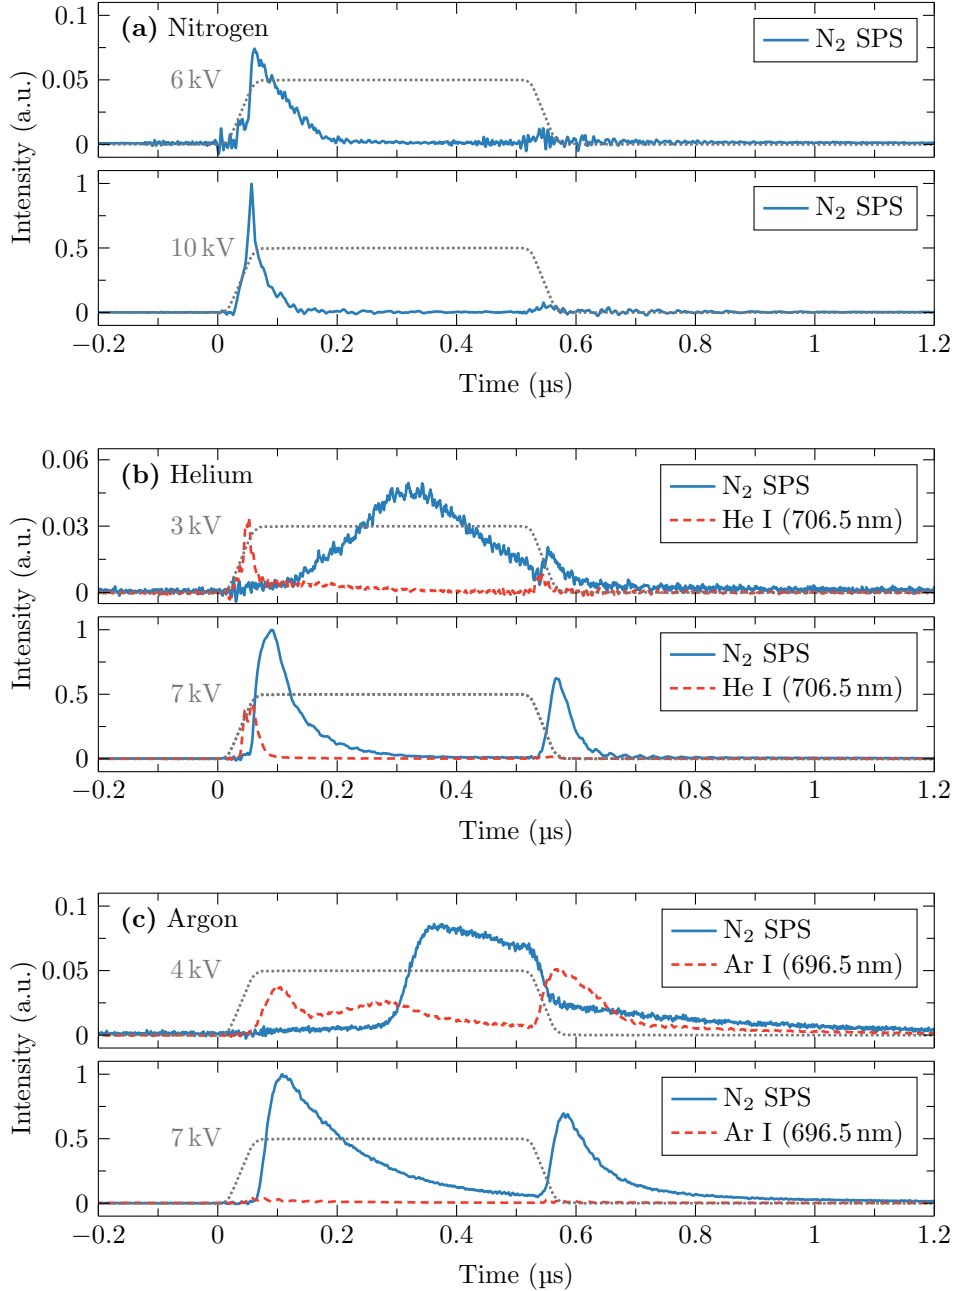 (a) Nitrogen
N₂ SPS
6 kV
0.1
0.05
0
Intensity (a.u.)
N₂ SPS
10 kV
1
0.5
0
−0.2 0 0.2 0.4 0.6 0.8 1 1.2
Time (µs)
(b) Helium
N₂ SPS
He I (706.5 nm)
3 kV
0.06
0.03
0
Intensity (a.u.)
N₂ SPS
He I (706.5 nm)
7 kV
1
0.5
0
−0.2 0 0.2 0.4 0.6 0.8 1 1.2
Time (µs)
(c) Argon
N₂ SPS
Ar I (696.5 nm)
4 kV
0.1
0.05
0
Intensity (a.u.)
N₂ SPS
Ar I (696.5 nm)
7 kV
1
0.5
0
−0.2 0 0.2 0.4 0.6 0.8 1 1.2
Time (µs)